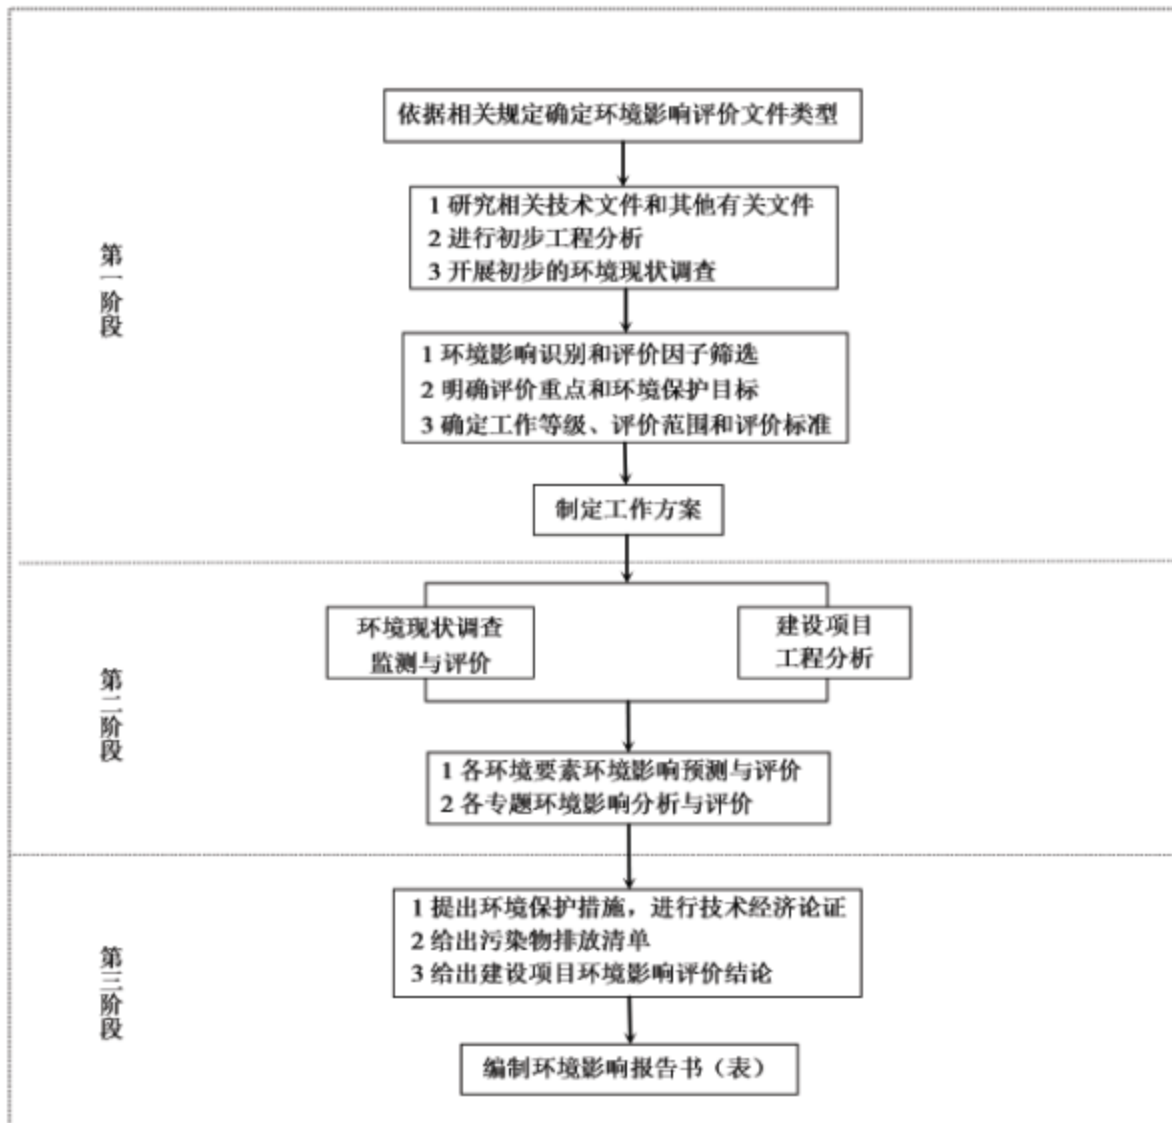 依据相关规定确定环境影响评价文件类型
1 研究相关技术文件和其他有关文件
2 进行初步工程分析
3 开展初步的环境现状调查
第一阶段
1 环境影响识别和评价因子筛选
2 明确评价重点和环境保护目标
3 确定工作等级、评价范围和评价标准
制定工作方案
环境现状调查
监测与评价
建设项目
工程分析
第二阶段
1 各环境要素环境影响预测与评价
2 各专题环境影响分析与评价
1 提出环境保护措施，进行技术经济论证
2 给出污染物排放清单
3 给出建设项目环境影响评价结论
第三阶段
编制环境影响报告书（表）